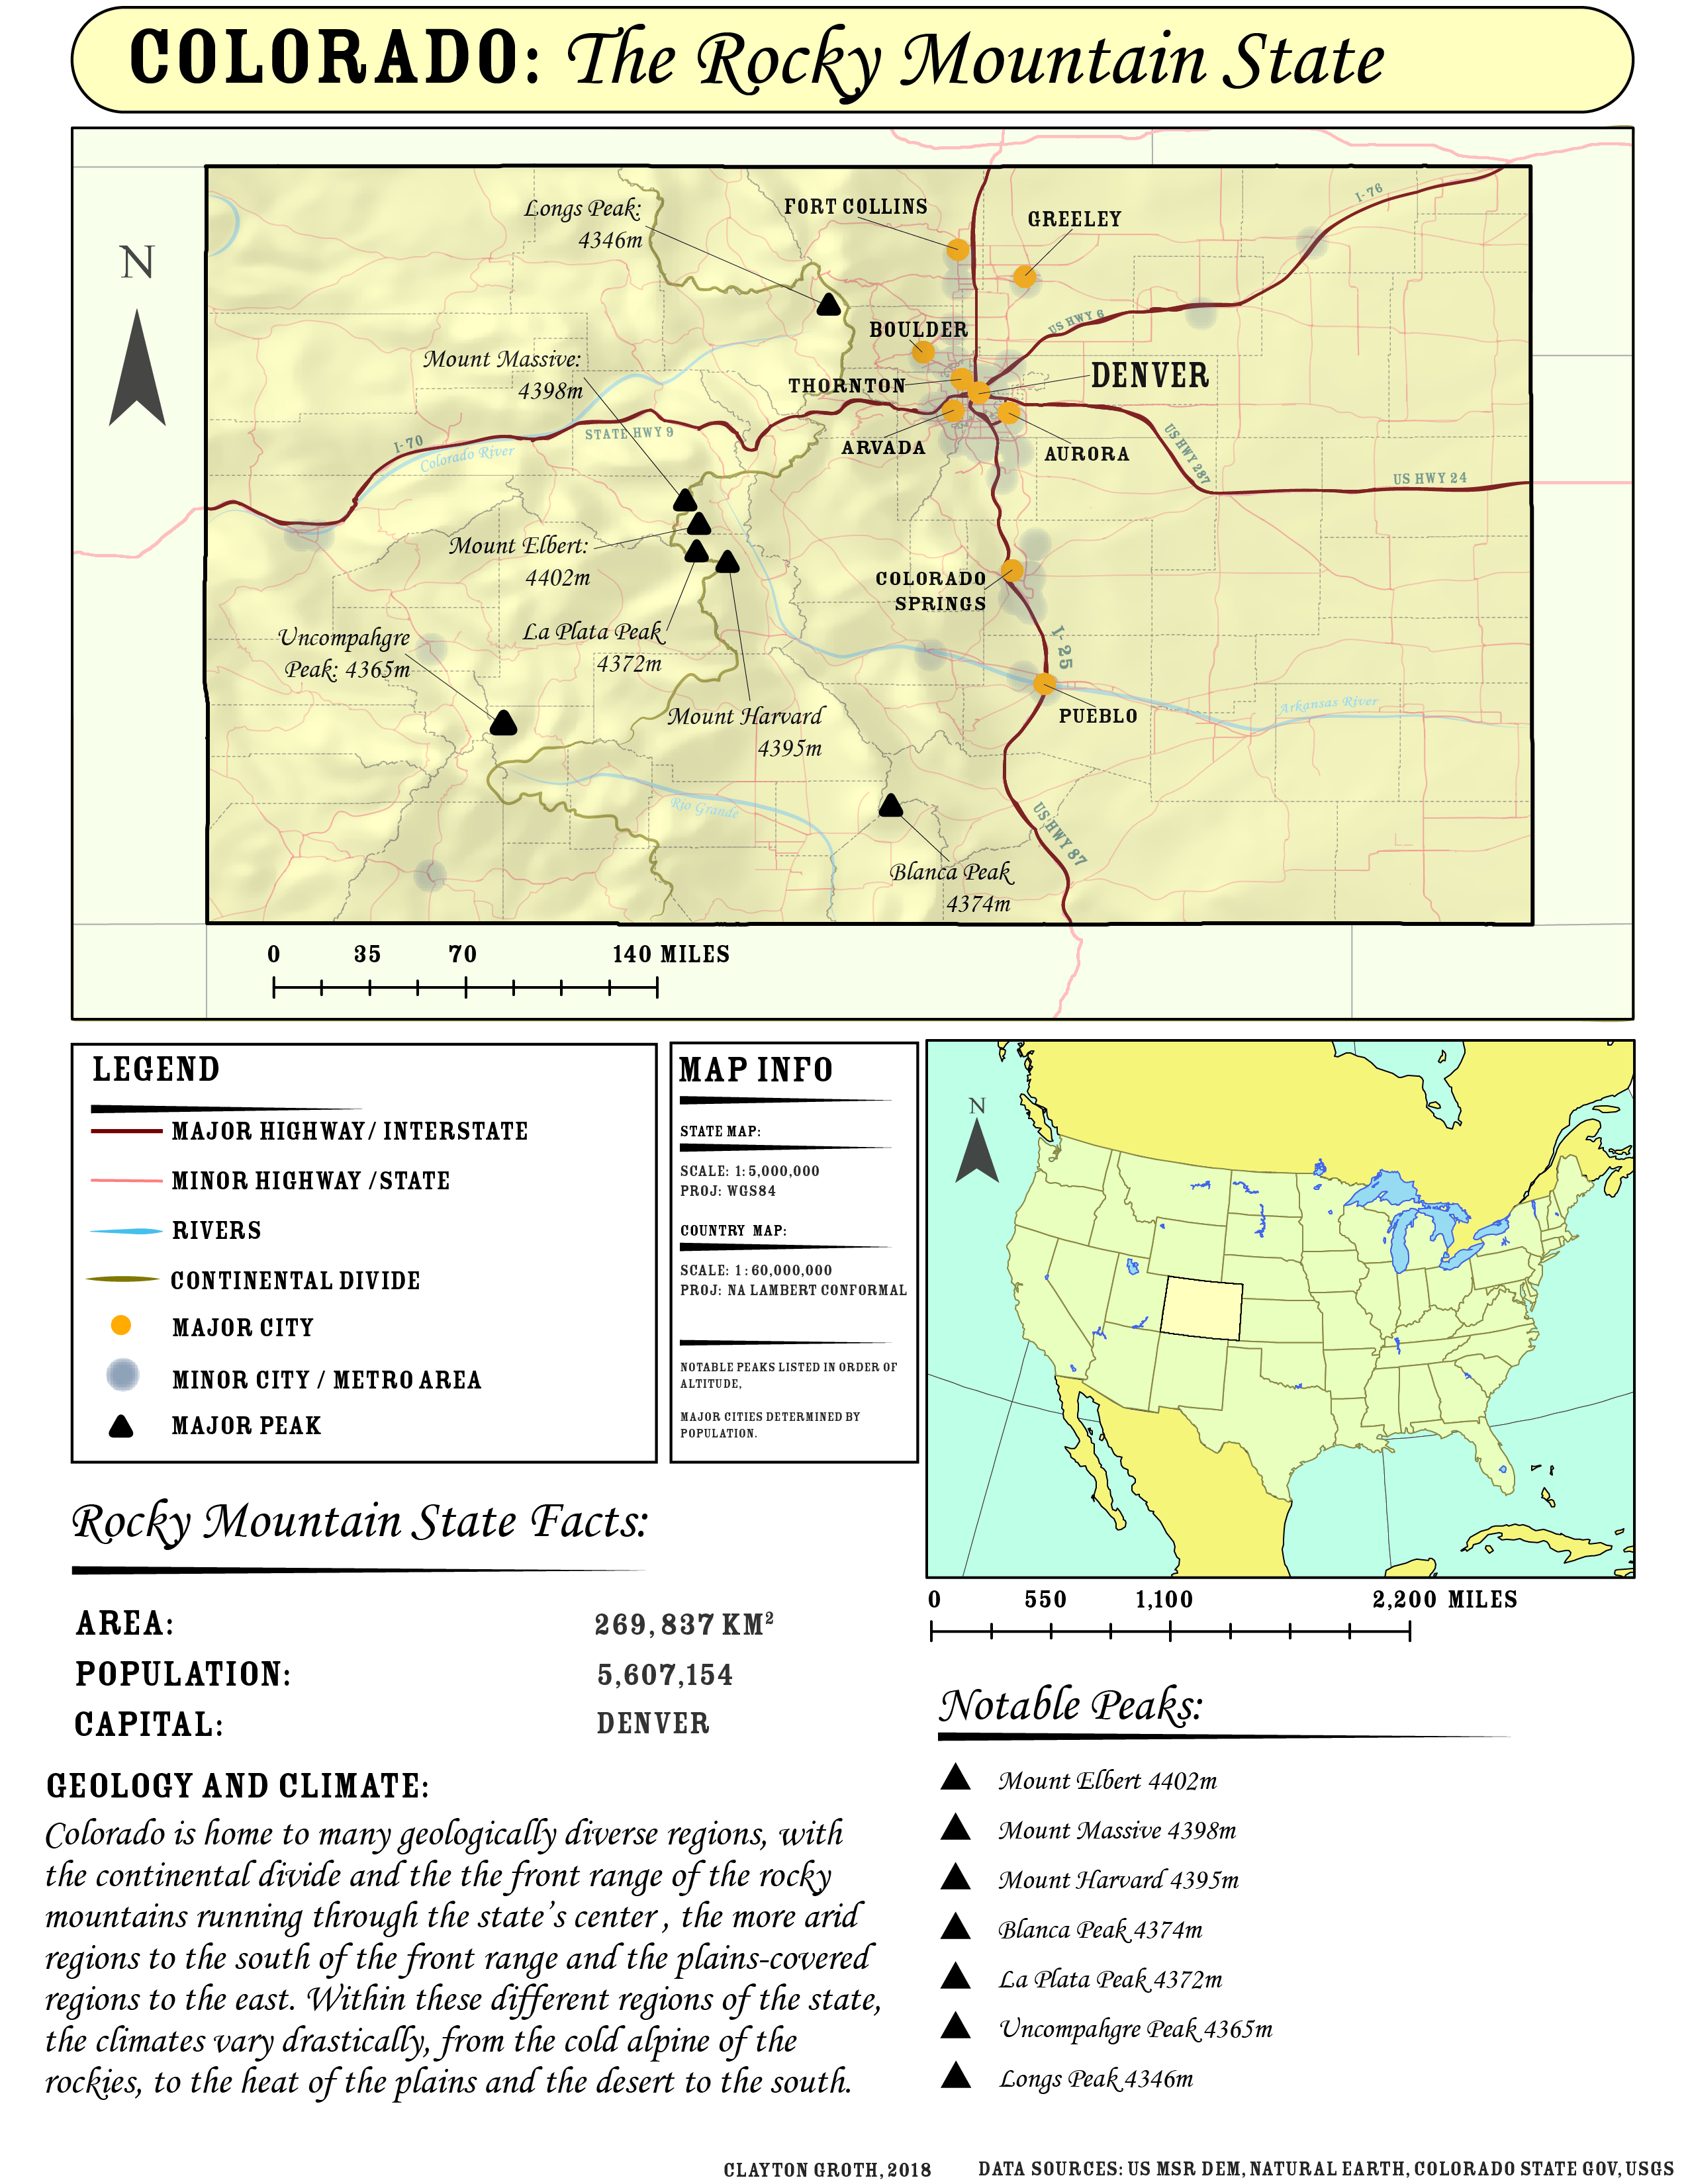 COLORADO: The Rocky Mountain State
N
Longs Peak:
4346m
FORT COLLINS
GREELEY
I-76
BOULDER
US HWY 6
Mount Massive:
4398m
THORNTON
DENVER
I-70
STATE HWY 9
Colorado River
ARVADA
AURORA
US HWY 287
US HWY 24
Mount Elbert:
4402m
COLORADO
SPRINGS
La Plata Peak
4372m
Uncompahgre
Peak: 4365m
I-25
Mount Harvard
4395m
PUEBLO
Arkansas River
Rio Grande
US HWY 87
Blanca Peak
4374m
0 35 70 140 MILES
LEGEND
MAJOR HIGHWAY/ INTERSTATE
MINOR HIGHWAY /STATE
RIVERS
CONTINENTAL DIVIDE
MAJOR CITY
MINOR CITY / METRO AREA
MAJOR PEAK
MAP INFO
STATE MAP:
SCALE: 1:5,000,000
PROJ: WGS84
COUNTRY MAP:
SCALE: 1:60,000,000
PROJ: NA LAMBERT CONFORMAL
NOTABLE PEAKS LISTED IN ORDER OF
ALTITUDE,
MAJOR CITIES DETERMINED BY
POPULATION.
N
0 550 1,100 2,200 MILES
Rocky Mountain State Facts:
AREA: 269,837 KM²
POPULATION: 5,607,154
CAPITAL: DENVER
GEOLOGY AND CLIMATE:
Colorado is home to many geologically diverse regions, with
the continental divide and the the front range of the rocky
mountains running through the state's center , the more arid
regions to the south of the front range and the plains-covered
regions to the east. Within these different regions of the state,
the climates vary drastically, from the cold alpine of the
rockies, to the heat of the plains and the desert to the south.
Notable Peaks:
Mount Elbert 4402m
Mount Massive 4398m
Mount Harvard 4395m
Blanca Peak 4374m
La Plata Peak 4372m
Uncompahgre Peak 4365m
Longs Peak 4346m
CLAYTON GROTH, 2018
DATA SOURCES: US MSR DEM, NATURAL EARTH, COLORADO STATE GOV, USGS